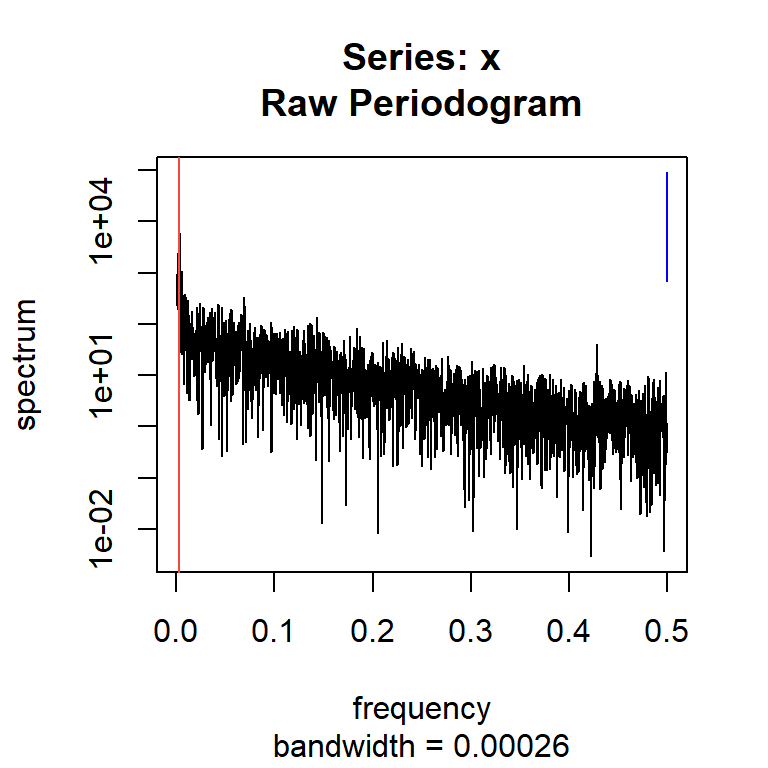 Series: x
Raw Periodogram
spectrum
1e+04
1e+01
1e-02
0.0 0.1 0.2 0.3 0.4 0.5
frequency
bandwidth = 0.00026